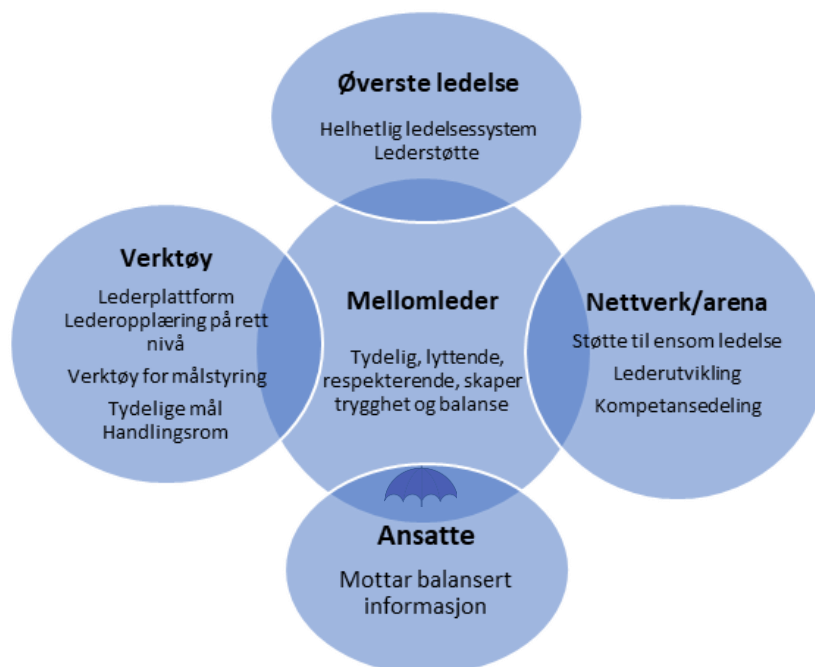 Øverste ledelse
Helhetlig ledelsessystem
Lederstøtte
Verktøy
Lederplattform
Lederopplæring på rett
nivå
Verktøy for målstyring
Tydelige mål
Handlingsrom
Mellomleder
Tydelig, lyttende,
respekterende, skaper
trygghet og balanse
Nettverk/arena
Støtte til ensom ledelse
Lederutvikling
Kompetansedeling
Ansatte
Mottar balansert
informasjon